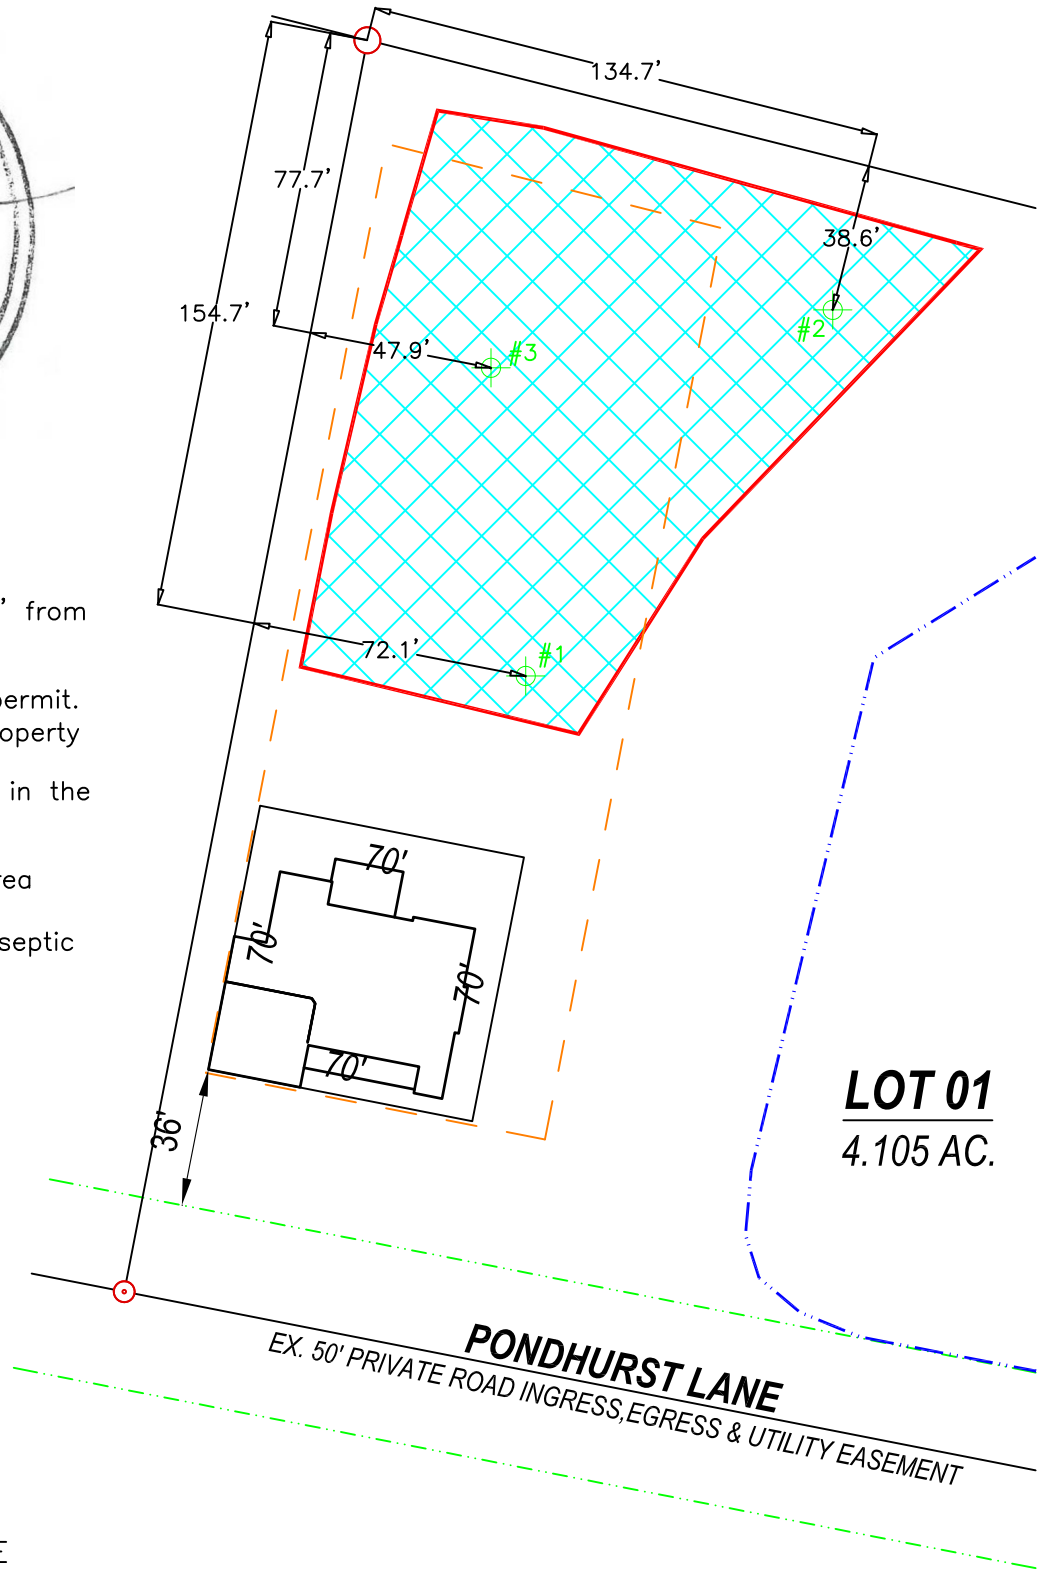 134.7'
77.7'
38.6'
154.7'
#2
47.9'
#3
' from
72.1'
#1
permit.
operty
in the
70'
rea
70'
septic
70'
70'
LOT 01
4.105 AC.
36'
PONDHURST LANE
EX. 50' PRIVATE ROAD INGRESS,EGRESS & UTILITY EASEMENT
E